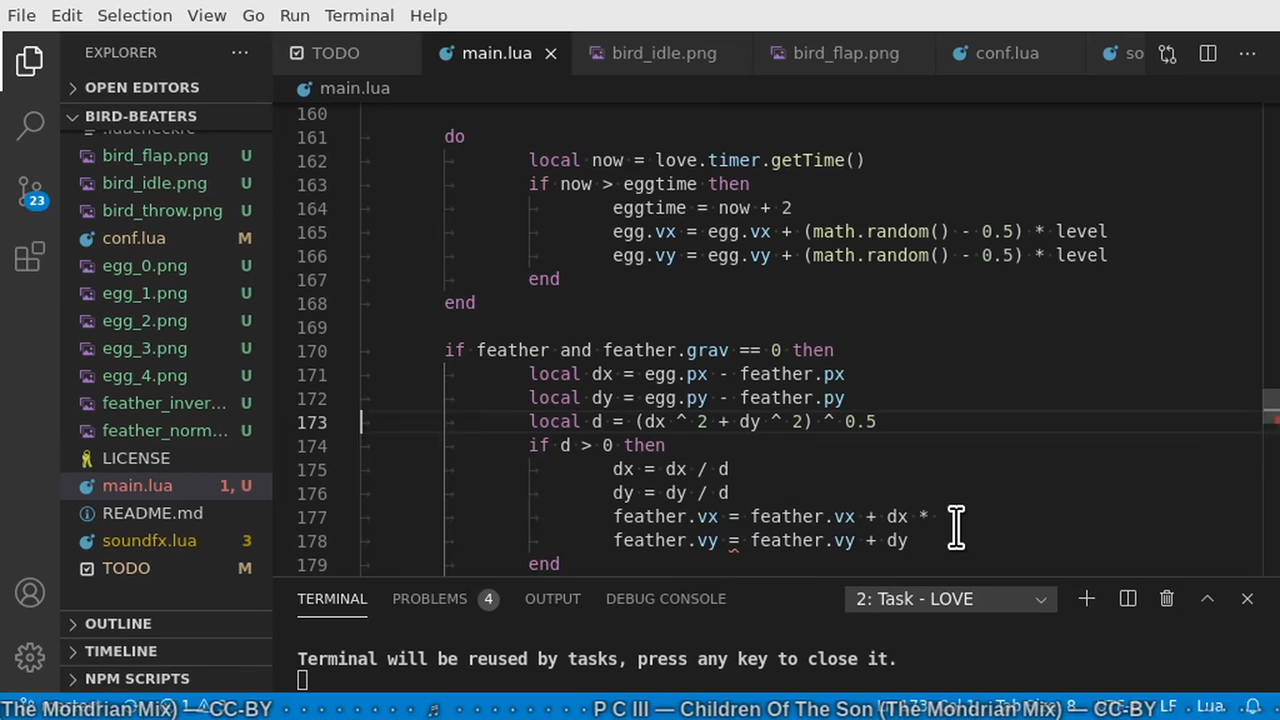 File Edit Selection View Go Run Terminal Help
EXPLORER
TODO
main.lua
bird_idle.png
bird_flap.png
conf.lua
so
OPEN EDITORS
main.lua
BIRD-BEATERS
bird_flap.png U
bird_idle.png U
bird_throw.png U
conf.lua M
egg_0.png U
egg_1.png U
egg_2.png U
egg_3.png U
egg_4.png U
feather_inver... U
feather_norm... U
LICENSE
main.lua 1, U
README.md
soundfx.lua 3
TODO M
OUTLINE
TIMELINE
NPM SCRIPTS
23
160
161 do
162 local now = love.timer.getTime()
163 if now > eggtime then
164 eggtime = now + 2
165 egg.vx = egg.vx + (math.random() - 0.5) * level
166 egg.vy = egg.vy + (math.random() - 0.5) * level
167 end
168 end
169
170 if feather and feather.grav == 0 then
171 local dx = egg.px - feather.px
172 local dy = egg.py - feather.py
173 local d = (dx ^ 2 + dy ^ 2) ^ 0.5
174 if d > 0 then
175 dx = dx / d
176 dy = dy / d
177 feather.vx = feather.vx + dx *
178 feather.vy = feather.vy + dy
179 end
TERMINAL PROBLEMS 4 OUTPUT DEBUG CONSOLE 2: Task - LOVE
Terminal will be reused by tasks, press any key to close it.
The Mondrian Mix) — CC-BY P C III — Children Of The Son (The Mondrian Mix) — CC-BY Lua